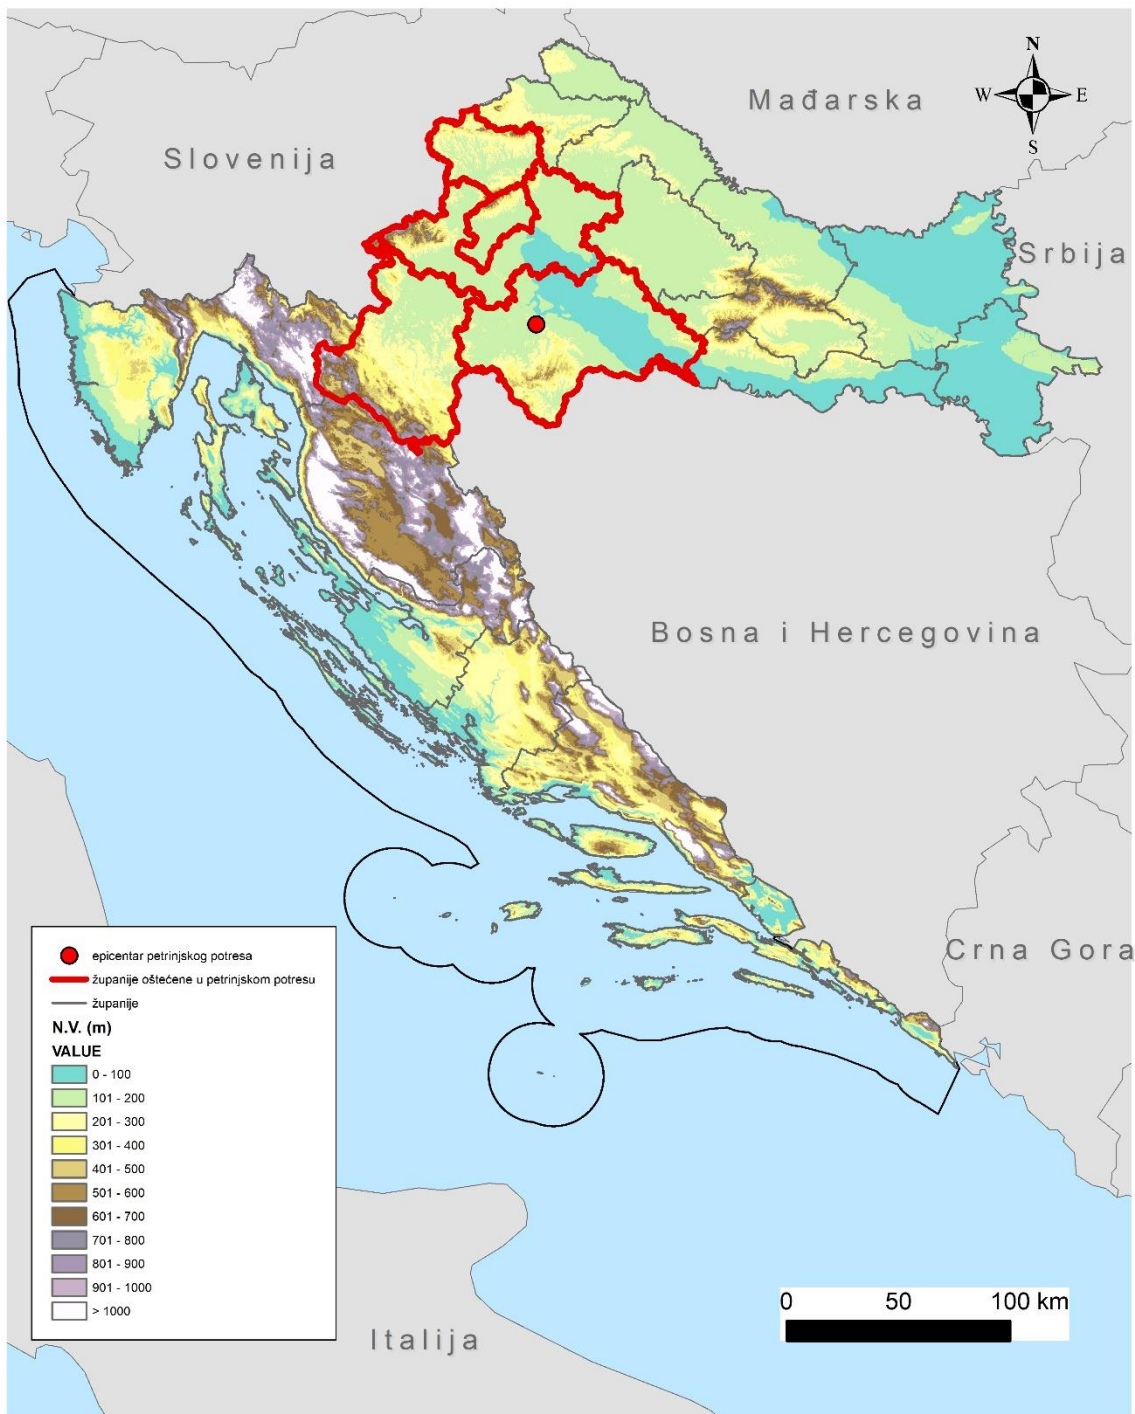 N
W E
S
Mađarska
Slovenija
Srbija
Bosna i Hercegovina
Crna Gora
Italija
epicentar petrinjskog potresa
županije oštećene u petrinjskom potresu
županije
N.V. (m)
VALUE
0 - 100
101 - 200
201 - 300
301 - 400
401 - 500
501 - 600
601 - 700
701 - 800
801 - 900
901 - 1000
> 1000
0 50 100 km